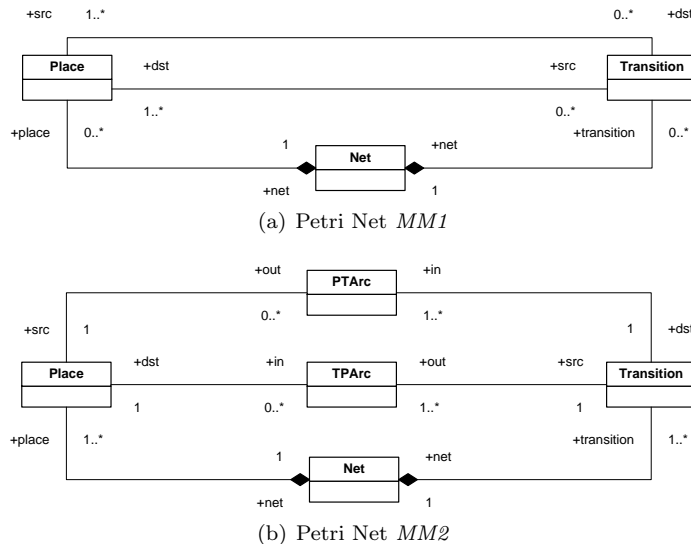 +src 1..* 0..* +dst
Place +dst +src Transition
1..* 0..*
+place 0..* 1 Net +net +transition 0..*
+net 1
(a) Petri Net MM1
+out PTArc +in
0..* 1..*
+src 1 1 +dst
Place +dst +in TPArc +out +src Transition
1 0..* 1..* 1
+place 1..* 1 Net +net +transition 1..*
+net 1
(b) Petri Net MM2